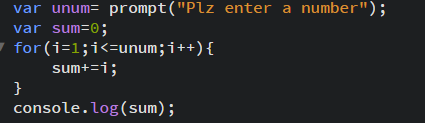 var unum= prompt("Plz enter a number");
var sum=0;
for(i=1;i<=unum;i++){
    sum+=i;
}
console.log(sum);